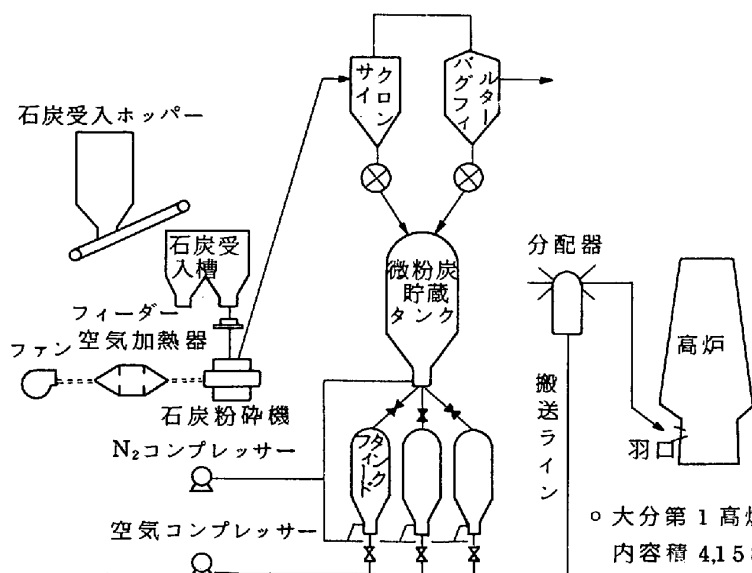 サイクロン
バグフィルター
石炭受入ホッパー
石炭受
入槽
微粉炭
貯蔵
タンク
分配器
フィーダー
空気加熱器
ファン
高炉
石炭粉砕機
搬送ライン
羽口
N₂コンプレッサー
フィードタンク
空気コンプレッサー
○ 大分第1高炉
内容積 4,158